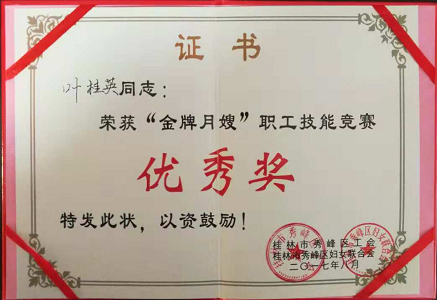 证书
叶桂英同志：
荣获“金牌月嫂”职工技能竞赛
优秀奖
特发此状，以资鼓励！
桂林市秀峰区工会
桂林市秀峰区妇女联合会
二〇一七年八月